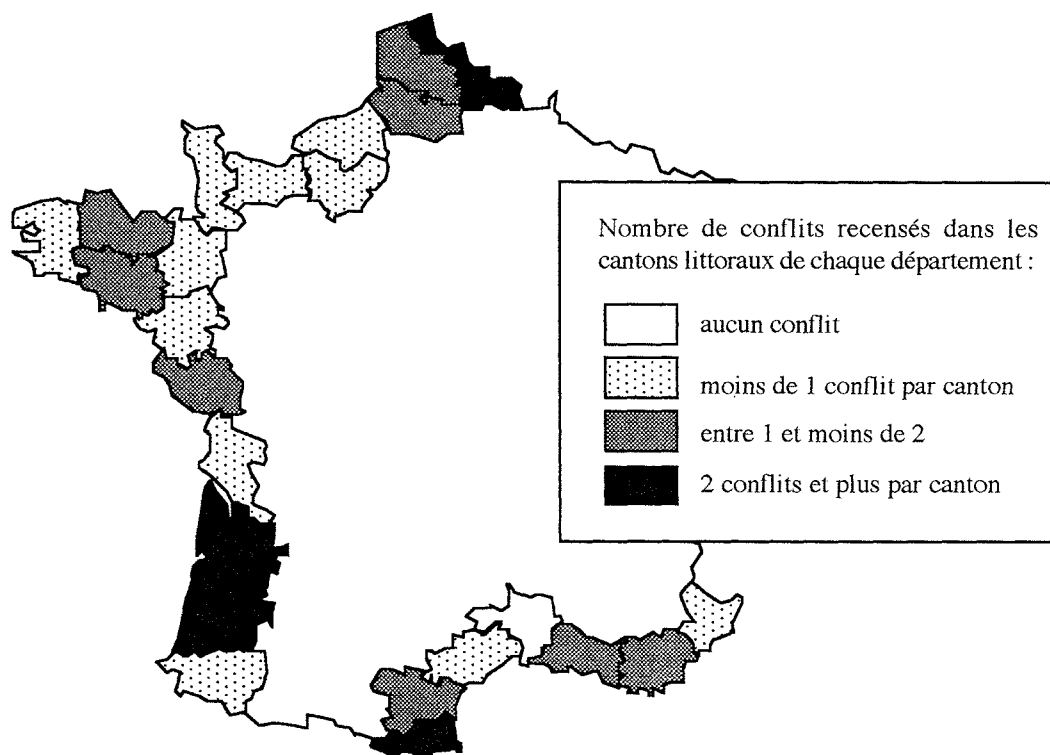 Nombre de conflits recensés dans les
cantons littoraux de chaque département :
aucun conflit
moins de 1 conflit par canton
entre 1 et moins de 2
2 conflits et plus par canton